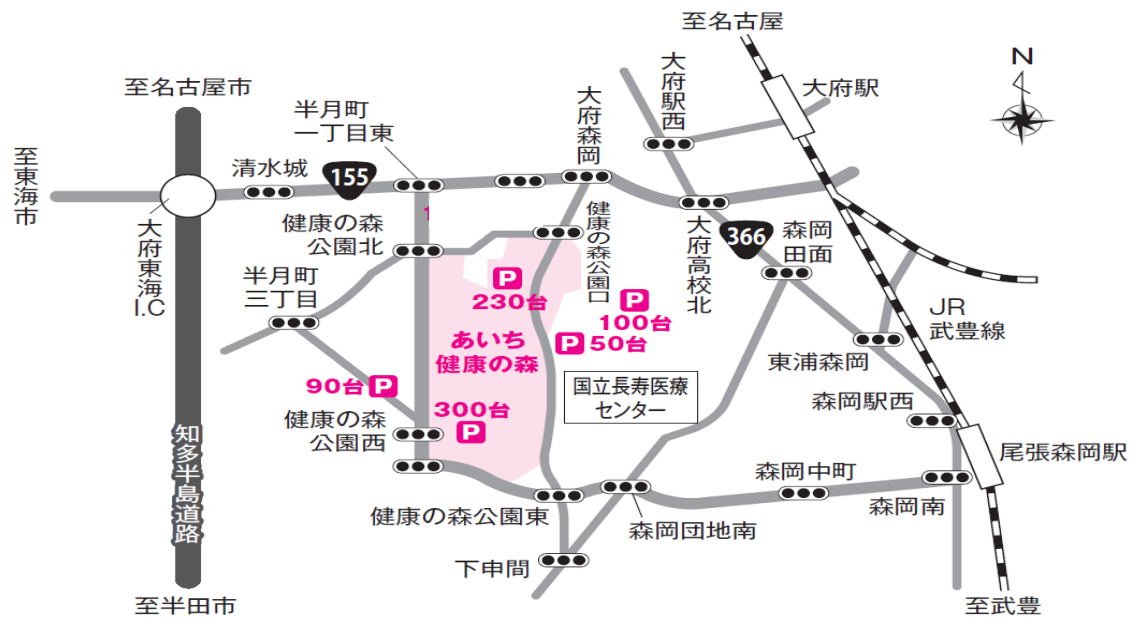 至名古屋
N
至名古屋市
大府駅西
大府駅
半月町
一丁目東
大府森岡
至東海市
清水城
155
健康の森
公園北
健康の森公園口
大府高校北
366
森岡
田面
大府東海
I.C
半月町
三丁目
P
230台
P
100台
P 50台
JR
武豊線
あいち
健康の森
東浦森岡
国立長寿医療
センター
90台 P
300台
P
森岡駅西
健康の森
公園西
知多半島道路
尾張森岡駅
森岡中町
森岡南
健康の森公園東
森岡団地南
下申間
至半田市
至武豊